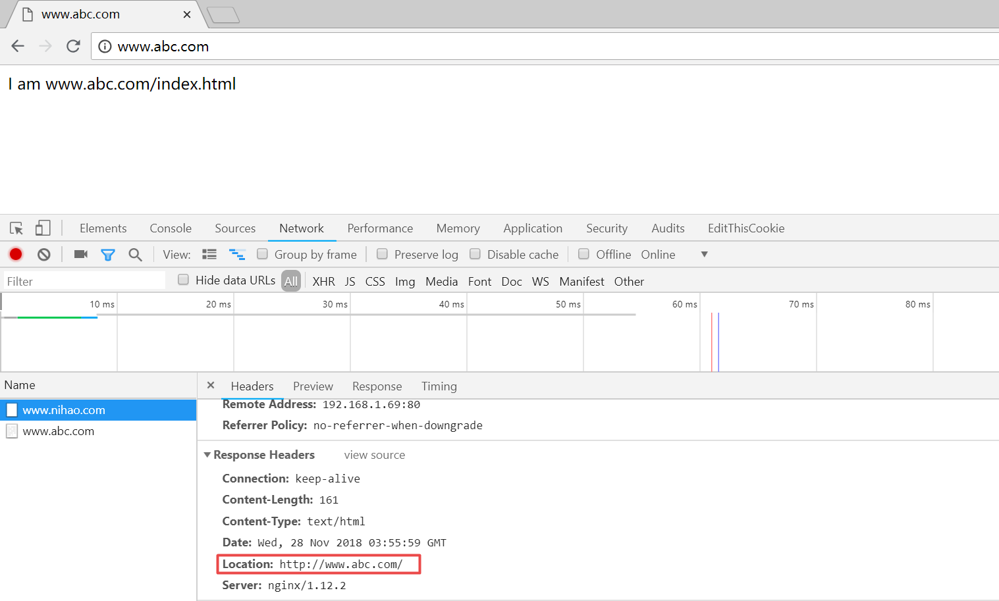 www.abc.com
www.abc.com
I am www.abc.com/index.html
Elements Console Sources Network Performance Memory Application Security Audits EditThisCookie
View: Group by frame Preserve log Disable cache Offline Online
Filter Hide data URLs All XHR JS CSS Img Media Font Doc WS Manifest Other
10 ms 20 ms 30 ms 40 ms 50 ms 60 ms 70 ms 80 ms
Name Headers Preview Response Timing
www.nihao.com
www.abc.com
Remote Address: 192.168.1.69:80
Referrer Policy: no-referrer-when-downgrade
Response Headers view source
Connection: keep-alive
Content-Length: 161
Content-Type: text/html
Date: Wed, 28 Nov 2018 03:55:59 GMT
Location: http://www.abc.com/
Server: nginx/1.12.2